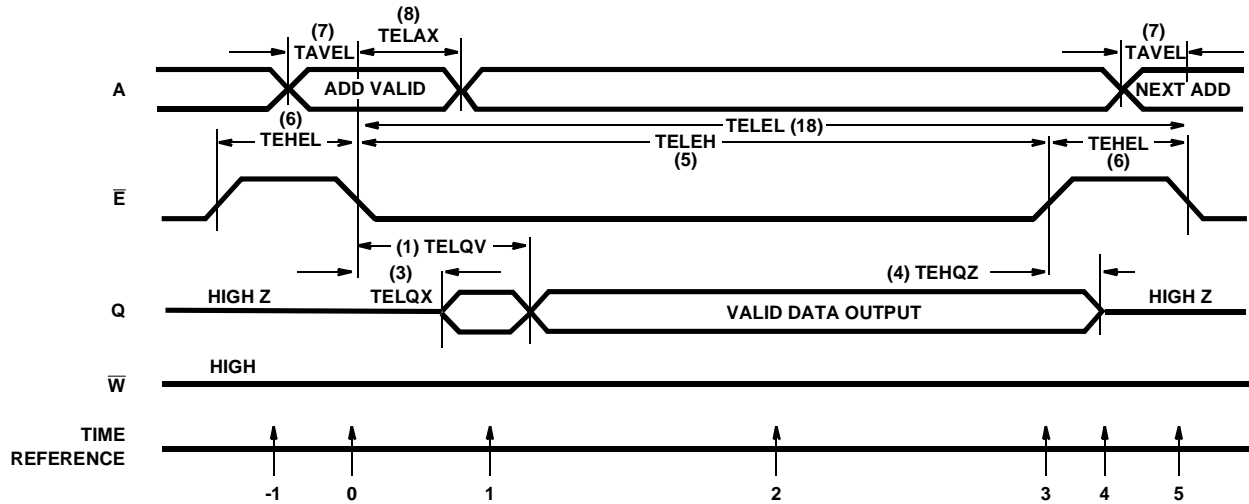 (8)
(7) TELAX (7)
TAVEL TAVEL
A ADD VALID NEXT ADD
(6) TELEL (18)
TEHEL TELEH TEHEL
(5) (6)
E̅
(1) TELQV
(3) (4) TEHQZ
HIGH Z TELQX HIGH Z
Q VALID DATA OUTPUT
HIGH
W̅
TIME
REFERENCE
-1 0 1 2 3 4 5